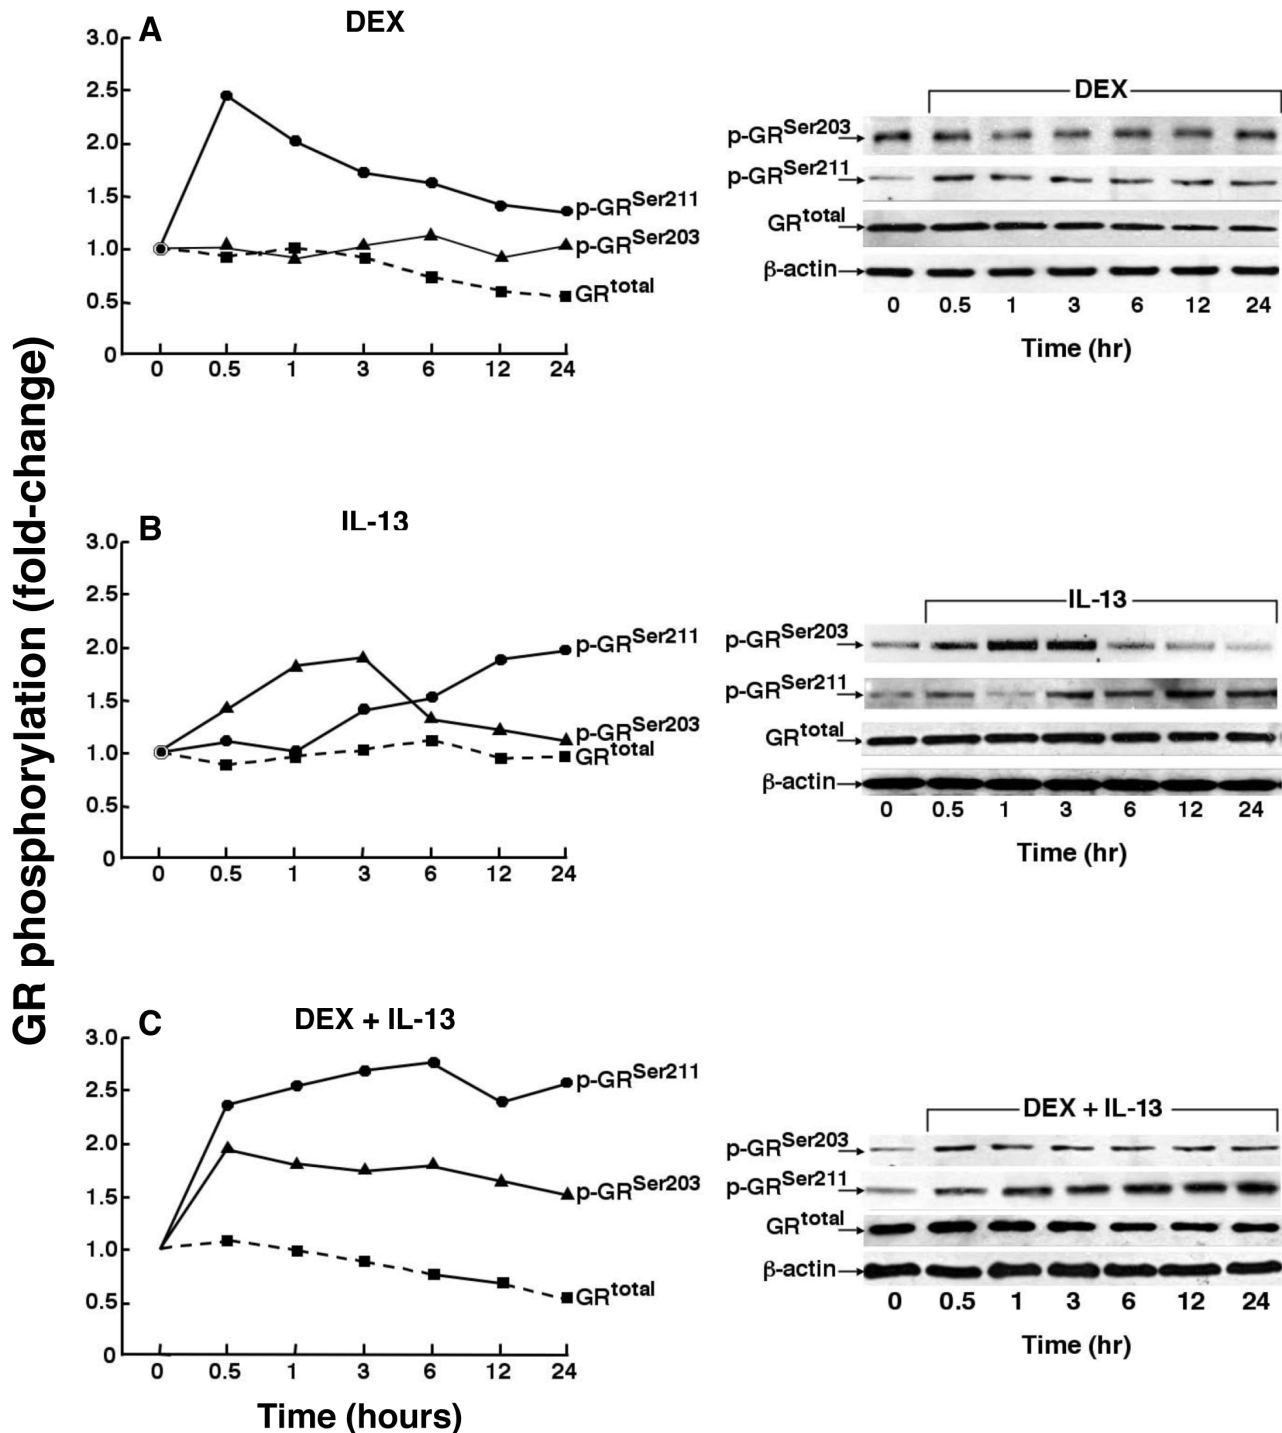 GR phosphorylation (fold-change)
A
DEX
3.0
2.5
2.0
1.5
1.0
0.5
0
p-GRSer211
p-GRSer203
GRtotal
0 0.5 1 3 6 12 24
DEX
p-GRSer203
p-GRSer211
GRtotal
β-actin
0 0.5 1 3 6 12 24
Time (hr)
B
IL-13
3.0
2.5
2.0
1.5
1.0
0.5
0
p-GRSer211
p-GRSer203
GRtotal
0 0.5 1 3 6 12 24
IL-13
p-GRSer203
p-GRSer211
GRtotal
β-actin
0 0.5 1 3 6 12 24
Time (hr)
C
DEX + IL-13
3.0
2.5
2.0
1.5
1.0
0.5
0
p-GRSer211
p-GRSer203
GRtotal
0 0.5 1 3 6 12 24
Time (hours)
DEX + IL-13
p-GRSer203
p-GRSer211
GRtotal
β-actin
0 0.5 1 3 6 12 24
Time (hr)